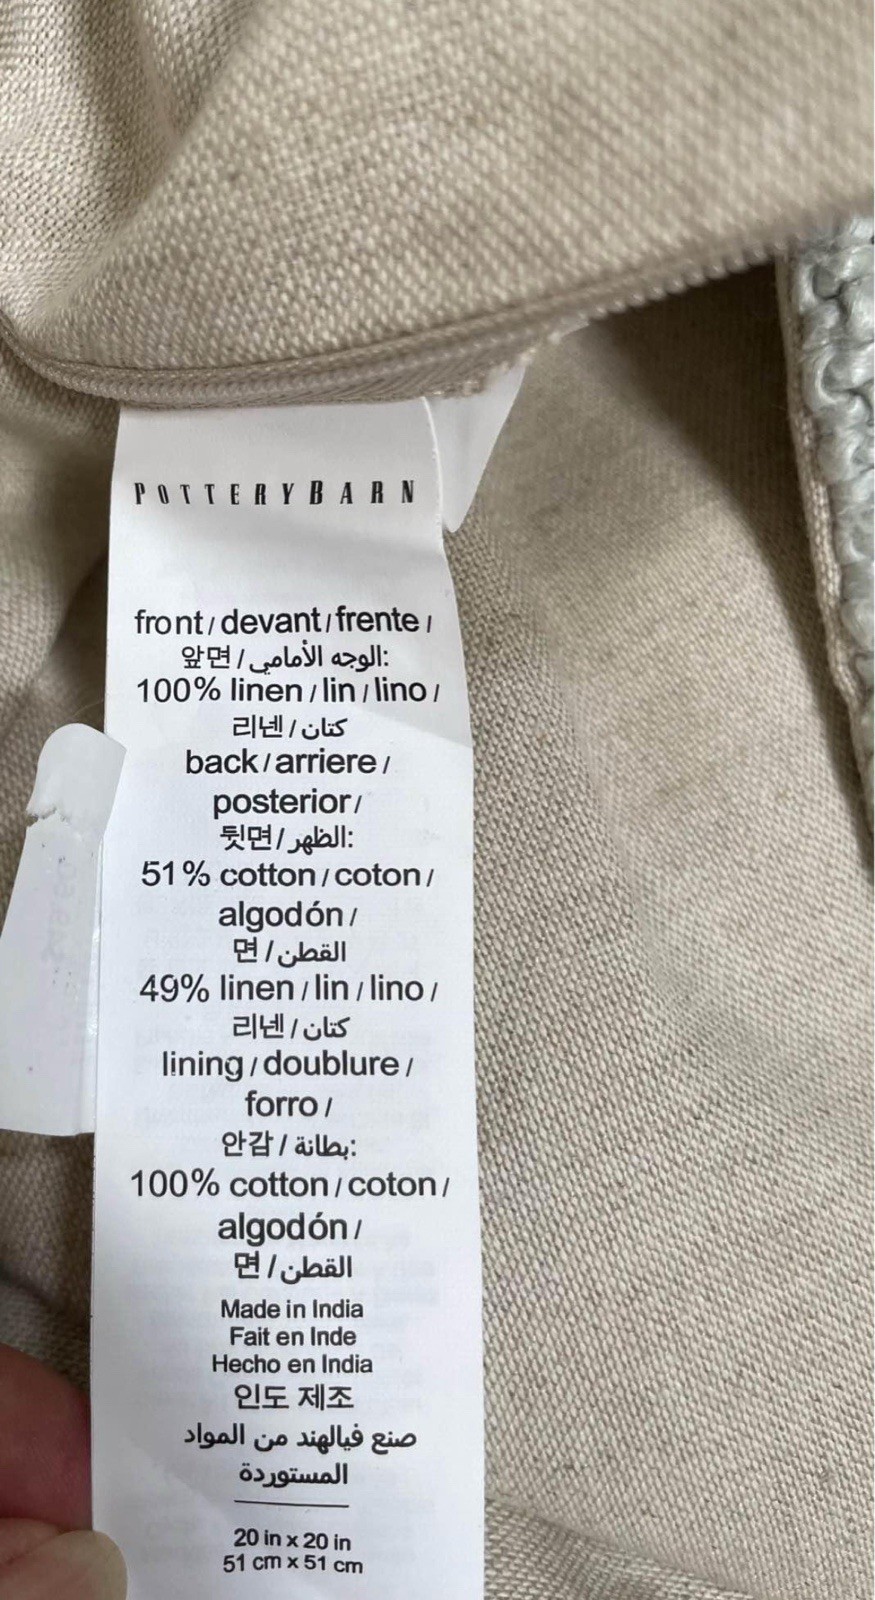 POTTERY BARN
front / devant / frente /
앞면 / الوجه الأمامي:
100% linen / lin / lino /
리넨 / كتان
back / arriere /
posterior /
뒷면 / الظهر:
51% cotton / coton /
algodón /
면 / القطن
49% linen / lin / lino /
리넨 / كتان
lining / doublure /
forro /
안감 / بطانة:
100% cotton / coton /
algodón /
면 / القطن
Made in India
Fait en Inde
Hecho en India
인도 제조
صنع فيالهند من المواد
المستوردة
20 in x 20 in
51 cm x 51 cm